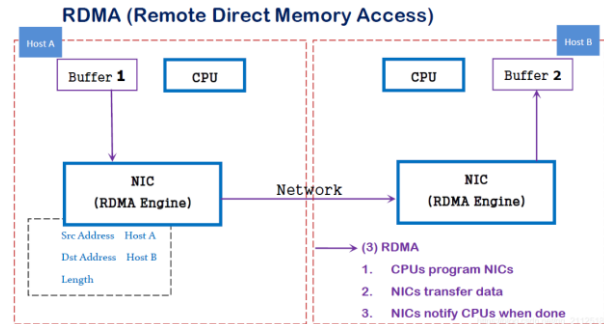 RDMA (Remote Direct Memory Access)
Host A
Host B
Buffer 1
CPU
CPU
Buffer 2
NIC
(RDMA Engine)
Network
NIC
(RDMA Engine)
Src Address Host A
Dst Address Host B
Length
(3) RDMA
1. CPUs program NICs
2. NICs transfer data
3. NICs notify CPUs when done